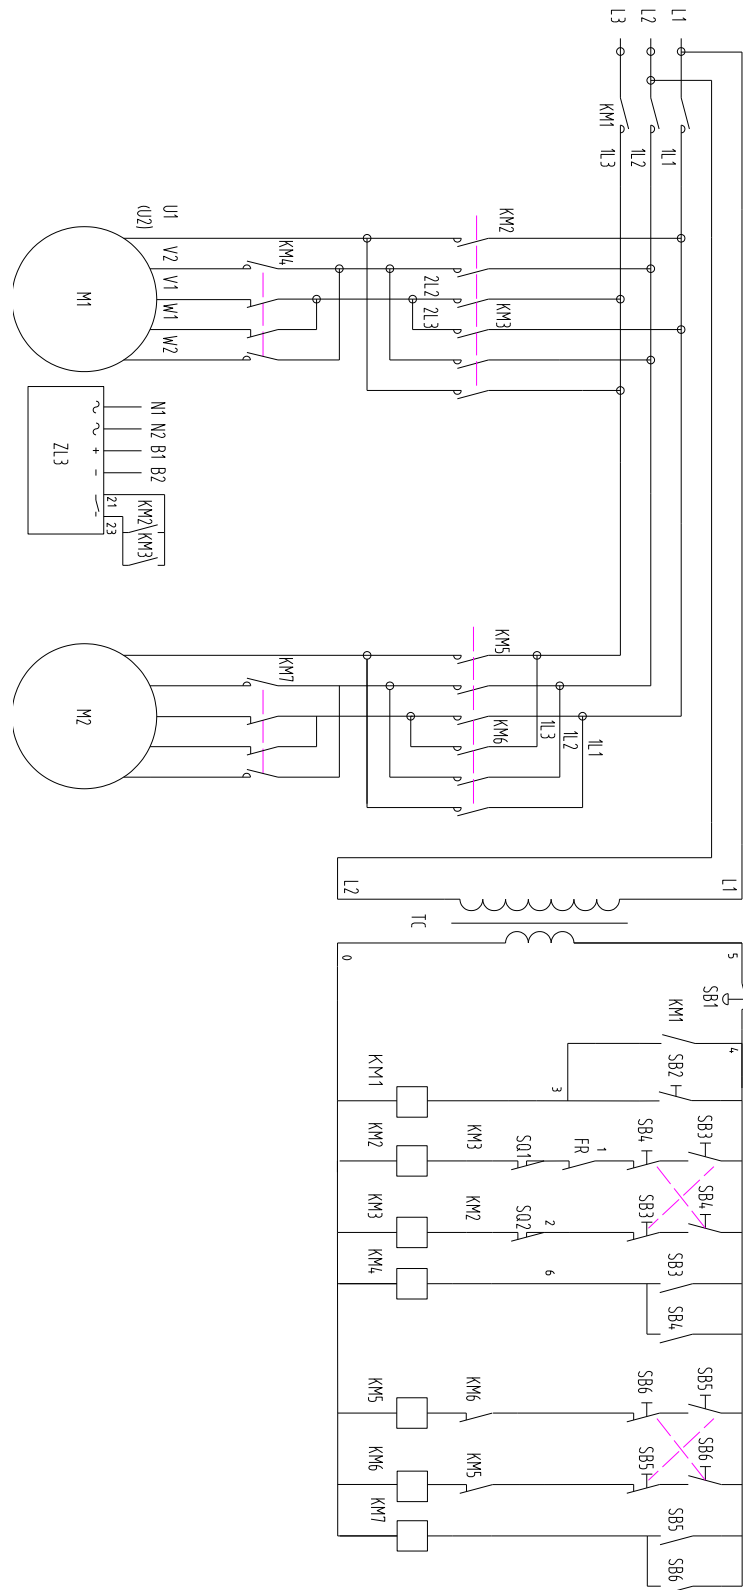 L3
L2
L1
KM1
1L3
1L2
1L1
U1
(U2)
V2
V1
W1
W2
M1
KM4
KM2
2L2
2L3
KM3
ZL3
~
~
+
-
N1
N2
B1
B2
21
23
KM2
KM3
M2
KM7
KM5
KM6
1L3
1L2
1L1
L2
L1
TC
0
5
SB1
KM1
4
SB2
KM1
3
KM2
KM3
SQ1
FR
1
SB4
SB3
KM3
KM2
SQ2
2
SB3
SB4
KM4
6
SB3
SB4
KM5
KM6
SB6
SB5
KM6
KM5
SB5
SB6
KM7
SB5
SB6